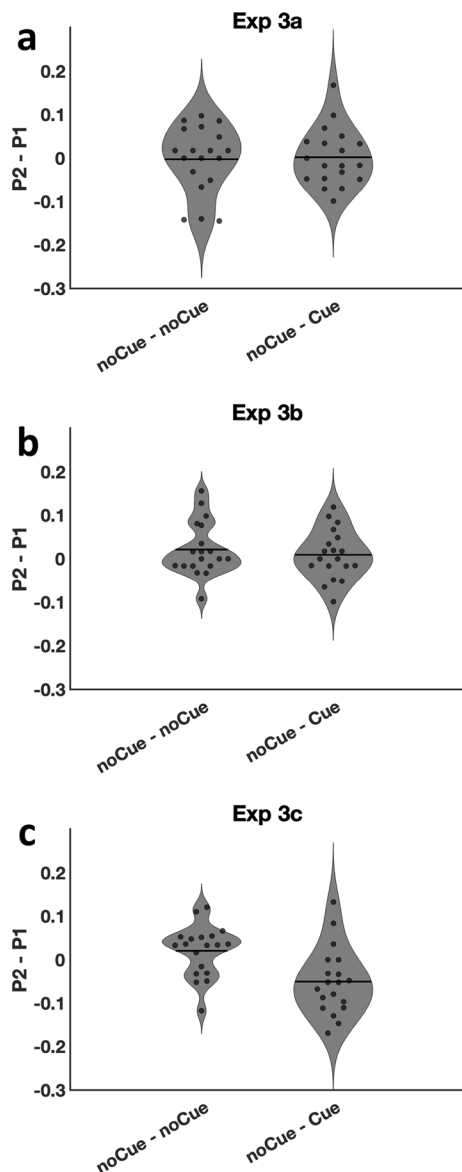 a
Exp 3a
P2 - P1
0.2
0.1
0
-0.1
-0.2
-0.3
noCue - noCue
noCue - Cue
b
Exp 3b
P2 - P1
0.2
0.1
0
-0.1
-0.2
-0.3
noCue - noCue
noCue - Cue
c
Exp 3c
P2 - P1
0.2
0.1
0
-0.1
-0.2
-0.3
noCue - noCue
noCue - Cue